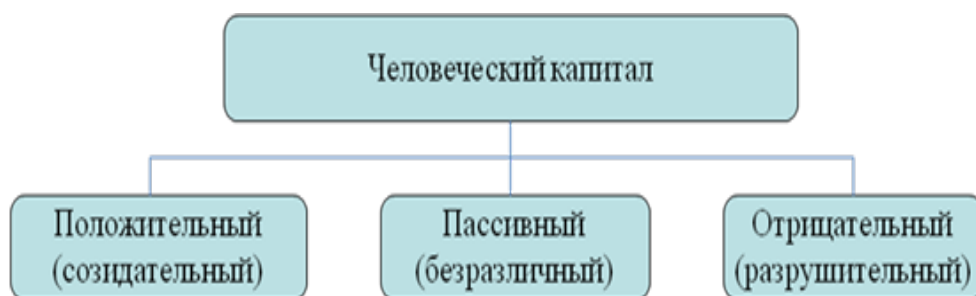 Человеческий капитал
Положительный
(созидательный)
Пассивный
(безразличный)
Отрицательный
(разрушительный)